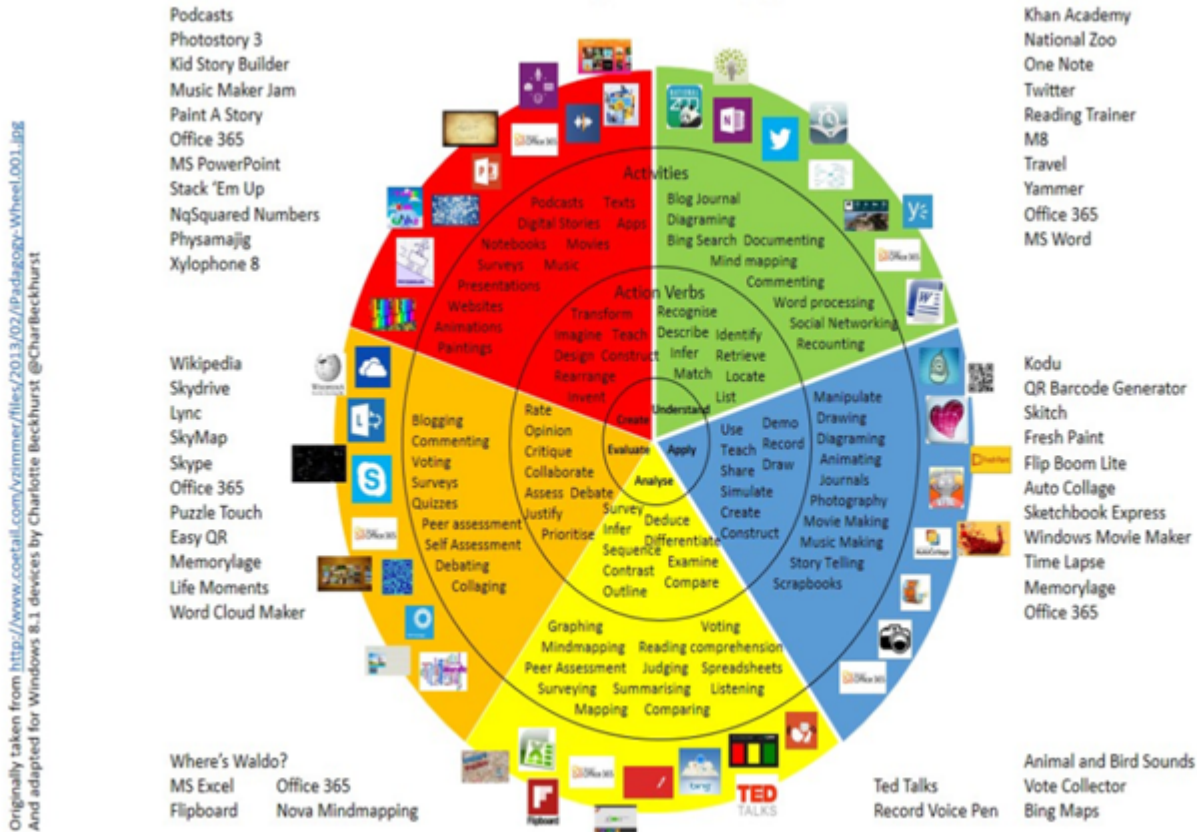 Podcasts
Photostory 3
Kid Story Builder
Music Maker Jam
Paint A Story
Office 365
MS PowerPoint
Stack ‘Em Up
NqSquared Numbers
Physamajig
Xylophone 8
Khan Academy
National Zoo
One Note
Twitter
Reading Trainer
M8
Travel
Yammer
Office 365
MS Word
Activities
Podcasts Texts
Digital Stories Apps
Notebooks Movies
Surveys Music
Presentations
Websites
Animations
Paintings
Blog Journal
Diagraming
Bing Search Documenting
Mind mapping
Commenting
Word processing
Social Networking
Recounting
Action Verbs
Transform
Imagine Teach
Design Construct
Rearrange
Invent
Create
Recognise
Describe Identify
Infer Retrieve
Match Locate
List
Understand
Wikipedia
Skydrive
Lync
SkyMap
Skype
Office 365
Puzzle Touch
Easy QR
Memorylage
Life Moments
Word Cloud Maker
Blogging
Commenting
Voting
Surveys
Quizzes
Peer assessment
Self Assessment
Debating
Collaging
Rate
Opinion
Critique
Collaborate
Assess Debate
Justify
Prioritise
Evaluate
Apply
Analyse
Use Demo
Teach Record
Share Draw
Simulate
Create
Construct
Manipulate
Drawing
Diagraming
Animating
Journals
Photography
Movie Making
Music Making
Story Telling
Scrapbooks
Kodu
QR Barcode Generator
Skitch
Fresh Paint
Flip Boom Lite
Auto Collage
Sketchbook Express
Windows Movie Maker
Time Lapse
Memorylage
Office 365
Survey
Infer Deduce
Sequence Differentiate
Contrast Examine
Outline Compare
Graphing Voting
Mindmapping Reading comprehension
Peer Assessment Judging Spreadsheets
Surveying Summarising Listening
Mapping Comparing
Where’s Waldo?
MS Excel Office 365
Flipboard Nova Mindmapping
Flipboard
TED
TALKS
Ted Talks
Record Voice Pen
Animal and Bird Sounds
Vote Collector
Bing Maps
Originally taken from http://www.coetail.com/vzimmer/files/2013/02/iPadagogy-Wheel.001.jpg
And adapted for Windows 8.1 devices by Charlotte Beckhurst @CharBeckhurst